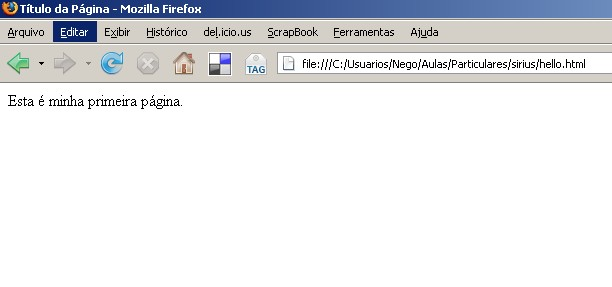 Título da Página - Mozilla Firefox
Arquivo Editar Exibir Histórico del.icio.us ScrapBook Ferramentas Ajuda
TAG file:///C:/Usuarios/Nego/Aulas/Particulares/sirius/hello.html
Esta é minha primeira página.